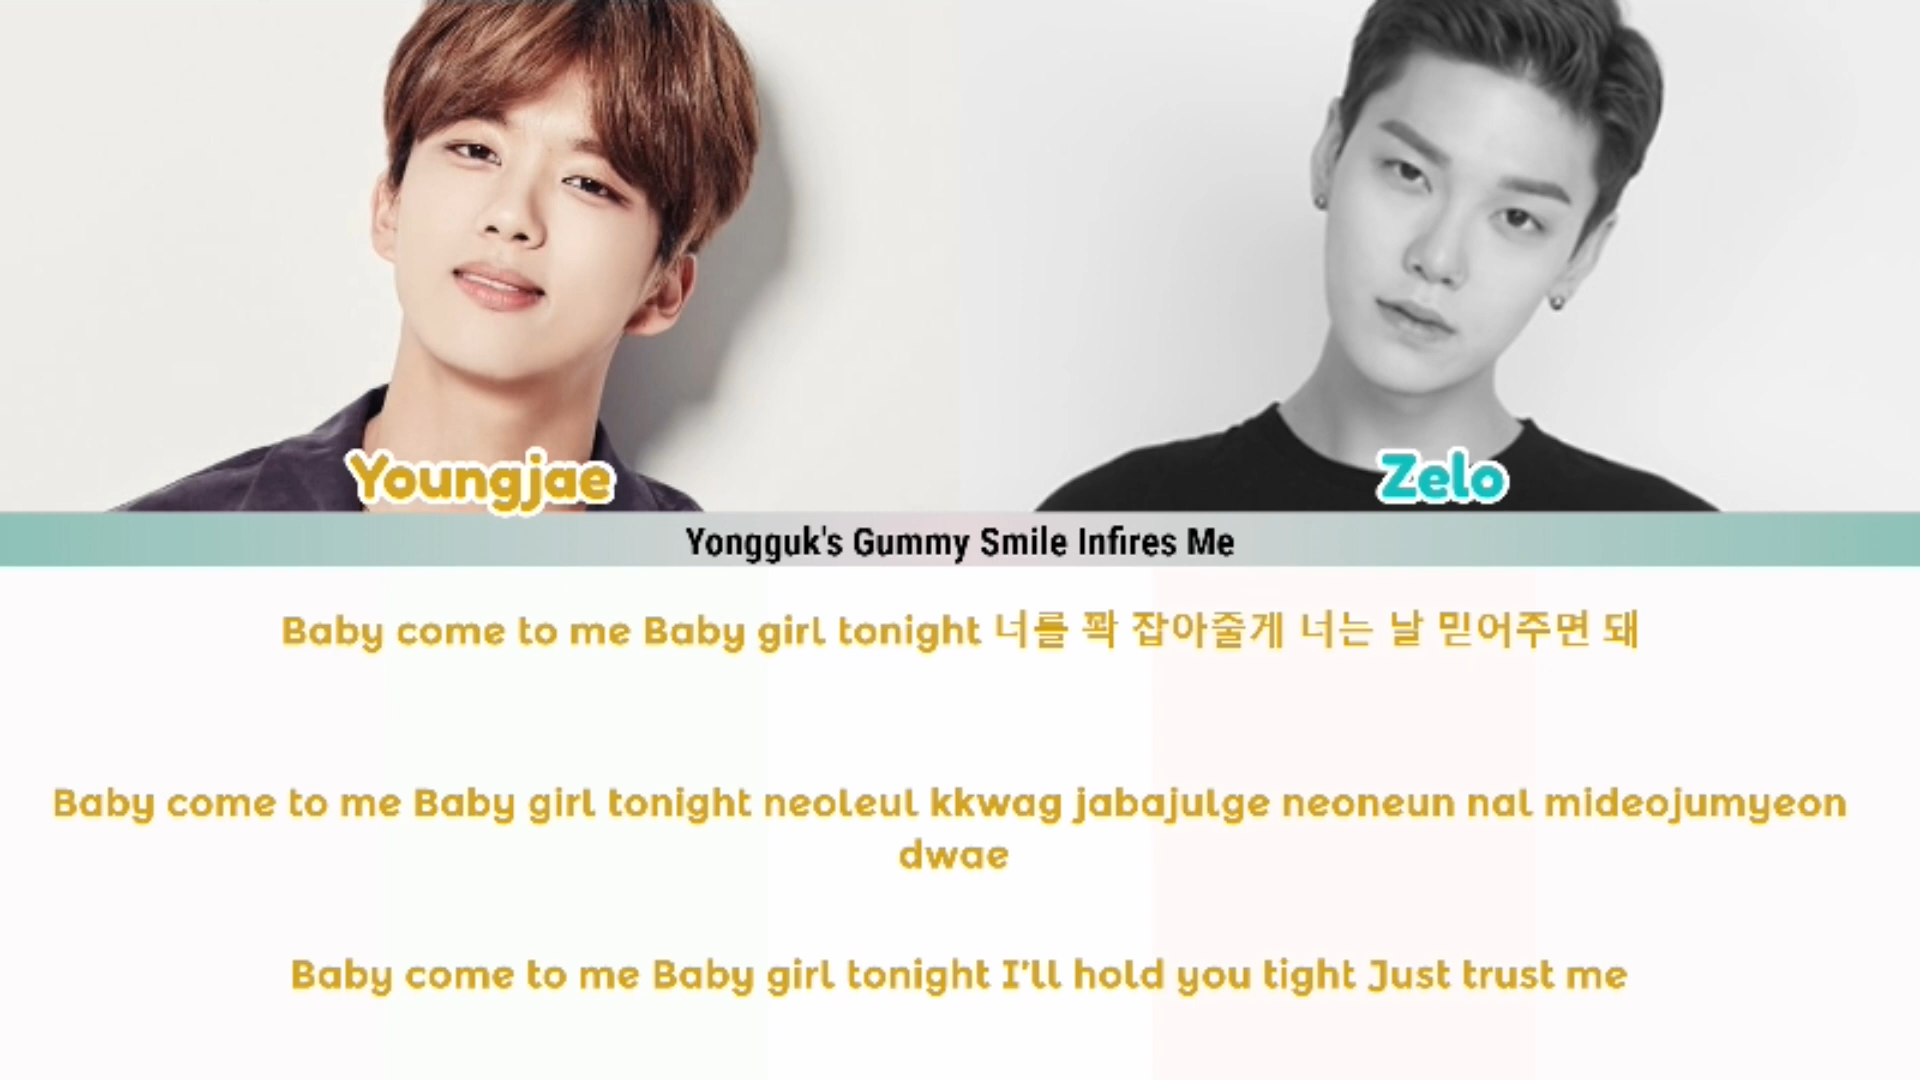 Youngjae
Zelo
Yongguk's Gummy Smile Infires Me
Baby come to me Baby girl tonight 너를 꽉 잡아줄게 너는 날 믿어주면 돼
Baby come to me Baby girl tonight neoleul kkwag jabajulge neoneun nal mideojumyeon
dwae
Baby come to me Baby girl tonight I'll hold you tight Just trust me